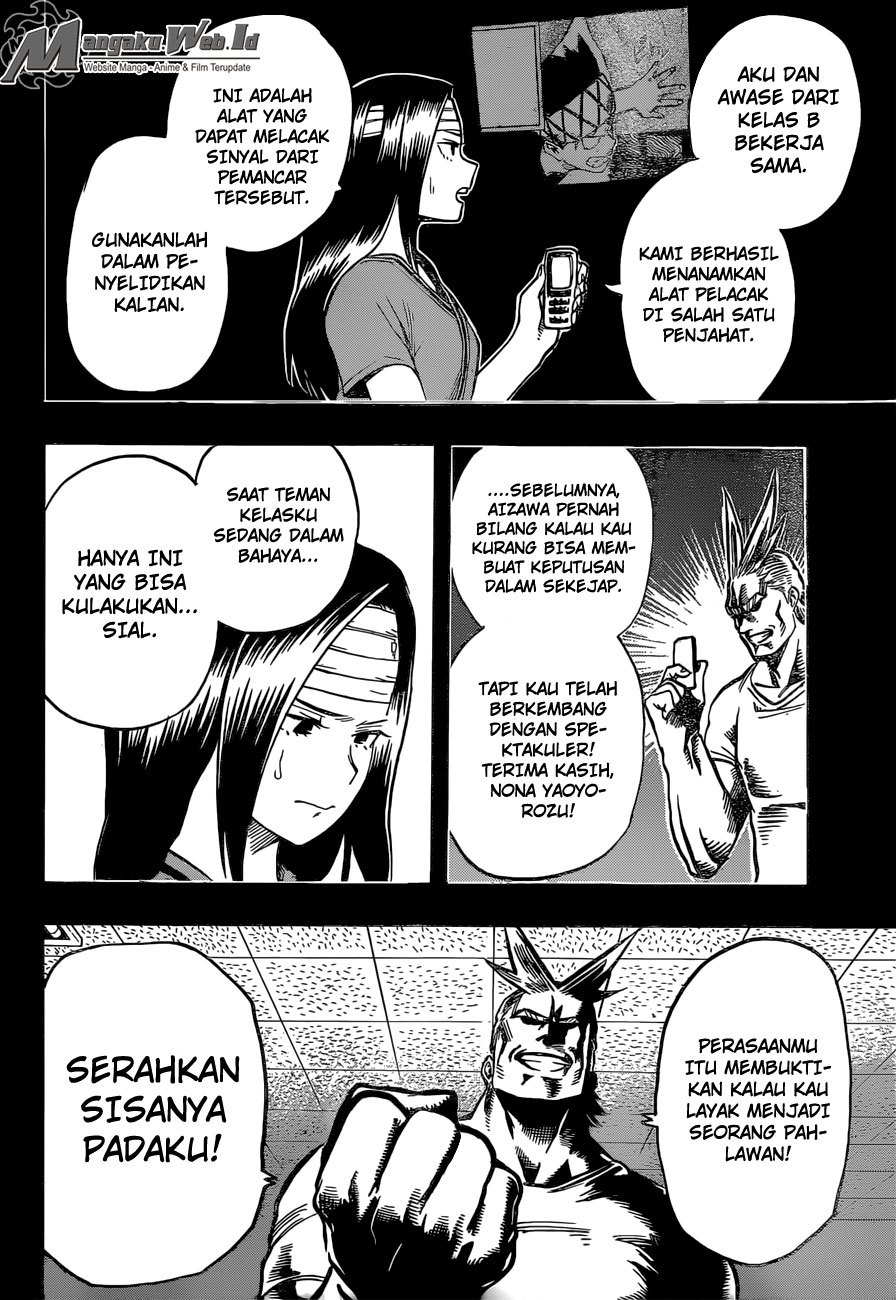 Mangaku.Web.Id
Website Manga - Anime & Film Terupdate
AKU DAN
AWASE DARI
KELAS B
BEKERJA
SAMA.
KAMI BERHASIL
MENANAMKAN
ALAT PELACAK
DI SALAH SATU
PENJAHAT.
INI ADALAH
ALAT YANG
DAPAT MELACAK
SINYAL DARI
PEMANCAR
TERSEBUT.
GUNAKANLAH
DALAM PE-
NYELIDIKAN
KALIAN.
....SEBELUMNYA,
AIZAWA PERNAH
BILANG KALAU KAU
KURANG BISA MEM-
BUAT KEPUTUSAN
DALAM SEKEJAP.
TAPI KAU TELAH
BERKEMBANG
DENGAN SPE-
KTAKULER!
TERIMA KASIH,
NONA YAOYO-
ROZU!
SAAT TEMAN
KELASKU
SEDANG DALAM
BAHAYA...
HANYA INI
YANG BISA
KULAKUKAN...
SIAL.
PERASAANMU
ITU MEMBUKTI-
KAN KALAU KAU
LAYAK MENJADI
SEORANG PAH-
LAWAN!
SERAHKAN
SISANYA
PADAKU!